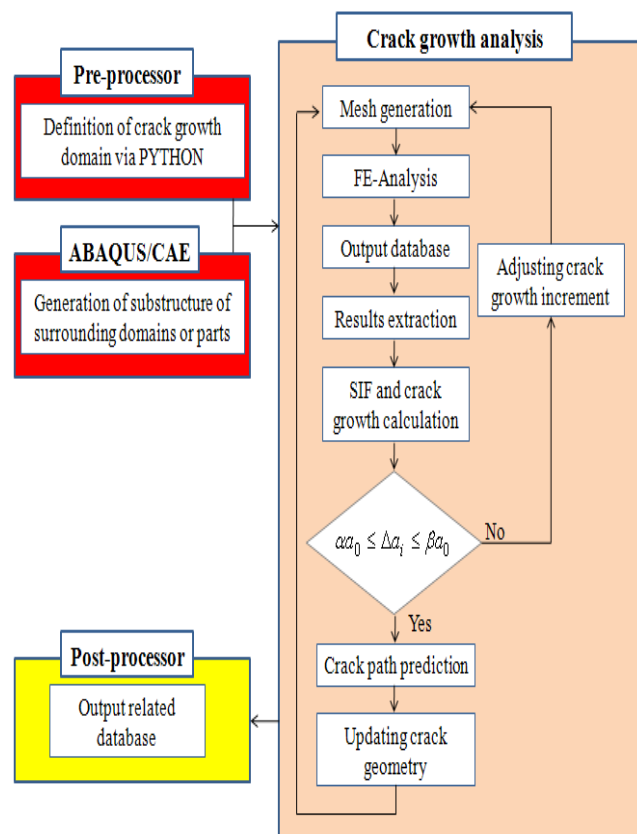 Pre-processor
Definition of crack growth
domain via PYTHON
ABAQUS/CAE
Generation of substructure of
surrounding domains or parts
Crack growth analysis
Mesh generation
FE-Analysis
Output database
Results extraction
SIF and crack
growth calculation
αa₀ ≤ Δaᵢ ≤ βa₀
No
Adjusting crack
growth increment
Yes
Crack path prediction
Updating crack
geometry
Post-processor
Output related
database